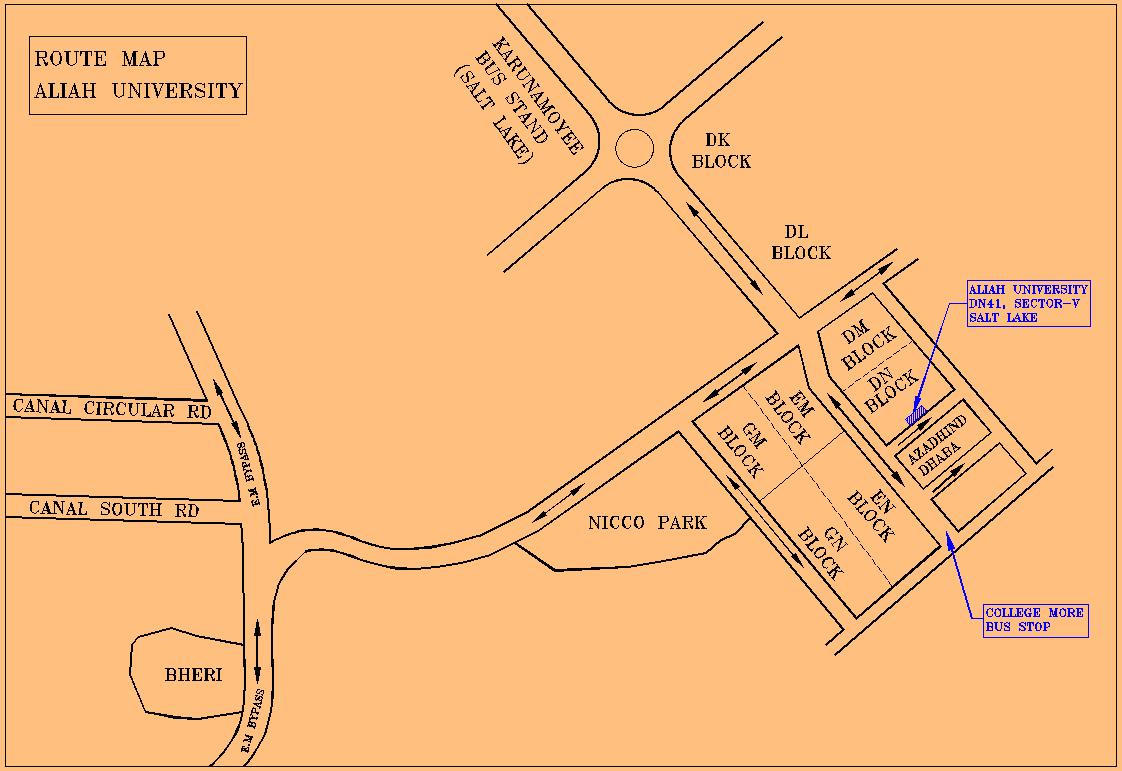 ROUTE MAP
ALIAH UNIVERSITY
KARUNAMOYEE
BUS STAND
(SALT LAKE)
DK
BLOCK
DL
BLOCK
ALIAH UNIVERSITY
DN41, SECTOR-V
SALT LAKE
DM
BLOCK
DN
BLOCK
EM
BLOCK
GM
BLOCK
AZADHIND
DHABA
CANAL CIRCULAR RD
E.M BYPASS
CANAL SOUTH RD
NICCO PARK
EN
BLOCK
GN
BLOCK
COLLEGE MORE
BUS STOP
BHERI
E.M BYPASS